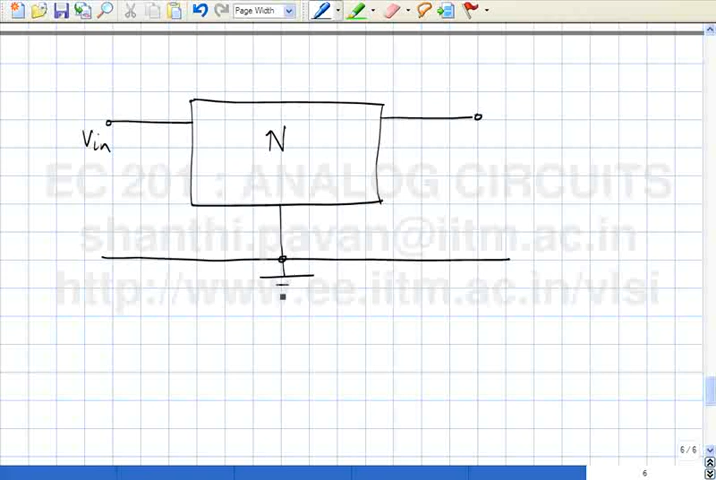 Page Width
N
Vin
EC 201 : ANALOG CIRCUITS
shanthi.pavan@iitm.ac.in
http://www.ee.iitm.ac.in/vlsi
6 / 6
6